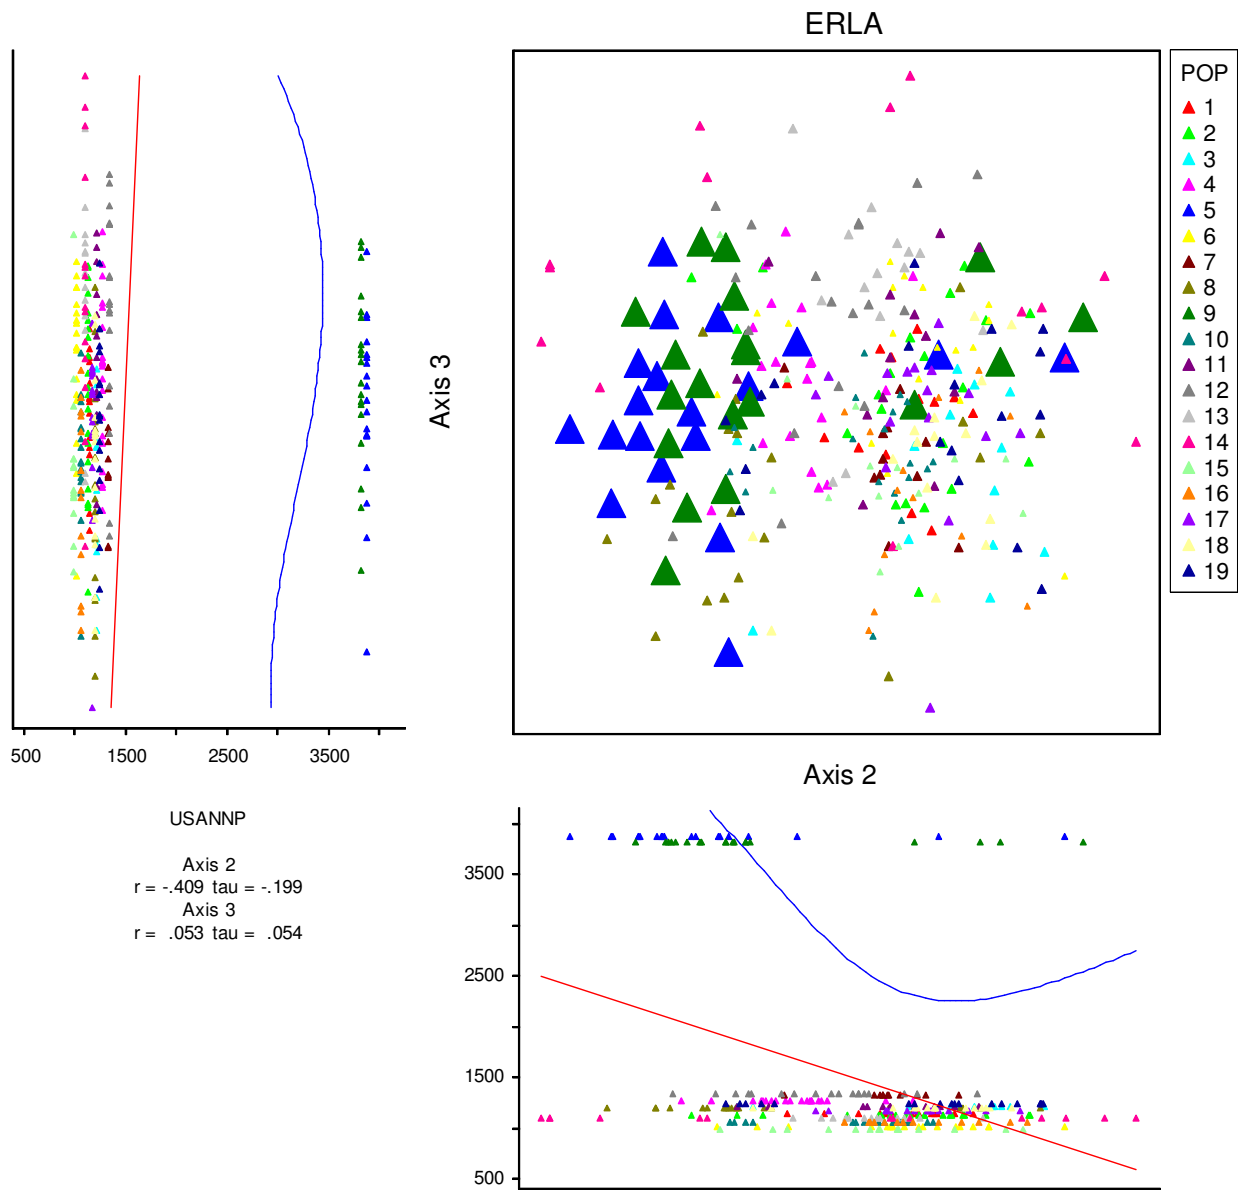 ERLA
POP
1
2
3
4
5
6
7
8
9
10
11
12
13
14
15
16
17
18
19
Axis 3
500 1500 2500 3500
Axis 2
USANNP
Axis 2
r = -.409 tau = -.199
Axis 3
r = .053 tau = .054
3500
2500
1500
500